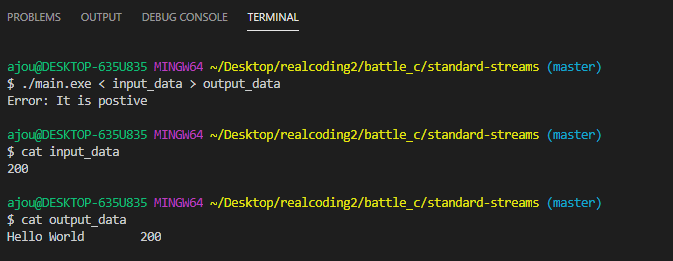 PROBLEMS OUTPUT DEBUG CONSOLE TERMINAL
ajou@DESKTOP-635U835 MINGW64 ~/Desktop/realcoding2/battle_c/standard-streams (master)
$ ./main.exe < input_data > output_data
Error: It is postive
ajou@DESKTOP-635U835 MINGW64 ~/Desktop/realcoding2/battle_c/standard-streams (master)
$ cat input_data
200
ajou@DESKTOP-635U835 MINGW64 ~/Desktop/realcoding2/battle_c/standard-streams (master)
$ cat output_data
Hello World 200